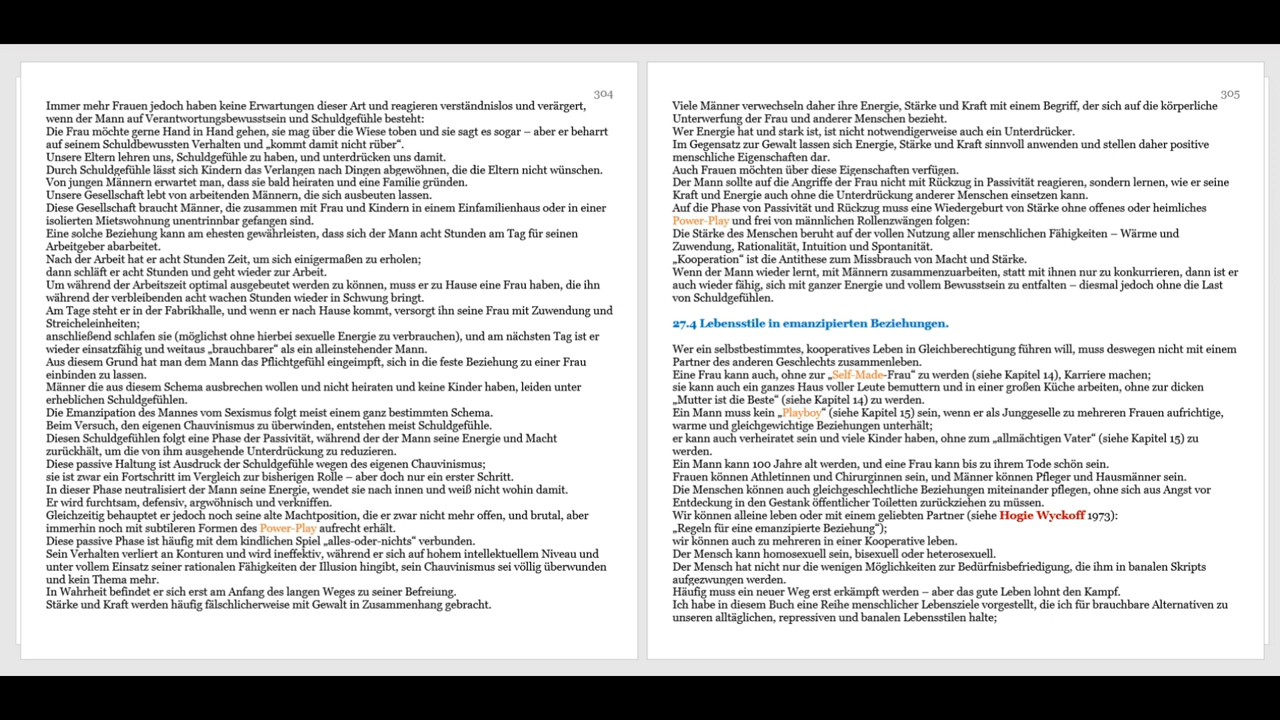 304
Immer mehr Frauen jedoch haben keine Erwartungen dieser Art und reagieren verständnislos und verärgert,
wenn der Mann auf Verantwortungsbewusstsein und Schuldgefühle besteht:
Die Frau möchte gerne Hand in Hand gehen, sie mag über die Wiese toben und sie sagt es sogar – aber er beharrt
auf seinem Schuldbewussten Verhalten und „kommt damit nicht rüber“.
Unsere Eltern lehren uns, Schuldgefühle zu haben, und unterdrücken uns damit.
Durch Schuldgefühle lässt sich Kindern das Verlangen nach Dingen abgewöhnen, die die Eltern nicht wünschen.
Von jungen Männern erwartet man, dass sie bald heiraten und eine Familie gründen.
Unsere Gesellschaft lebt von arbeitenden Männern, die sich ausbeuten lassen.
Diese Gesellschaft braucht Männer, die zusammen mit Frau und Kindern in einem Einfamilienhaus oder in einer
isolierten Mietswohnung unentrinnbar gefangen sind.
Eine solche Beziehung kann am ehesten gewährleisten, dass sich der Mann acht Stunden am Tag für seinen
Arbeitgeber abarbeitet.
Nach der Arbeit hat er acht Stunden Zeit, um sich einigermaßen zu erholen;
dann schläft er acht Stunden und geht wieder zur Arbeit.
Um während der Arbeitszeit optimal ausgebeutet werden zu können, muss er zu Hause eine Frau haben, die ihn
während der verbleibenden acht wachen Stunden wieder in Schwung bringt.
Am Tage steht er in der Fabrikhalle, und wenn er nach Hause kommt, versorgt ihn seine Frau mit Zuwendung und
Streicheleinheiten;
anschließend schlafen sie (möglichst ohne hierbei sexuelle Energie zu verbrauchen), und am nächsten Tag ist er
wieder einsatzfähig und weitaus „brauchbarer“ als ein alleinstehender Mann.
Aus diesem Grund hat man dem Mann das Pflichtgefühl eingeimpft, sich in die feste Beziehung zu einer Frau
einbinden zu lassen.
Männer die aus diesem Schema ausbrechen wollen und nicht heiraten und keine Kinder haben, leiden unter
erheblichen Schuldgefühlen.
Die Emanzipation des Mannes vom Sexismus folgt meist einem ganz bestimmten Schema.
Beim Versuch, den eigenen Chauvinismus zu überwinden, entstehen meist Schuldgefühle.
Diesen Schuldgefühlen folgt eine Phase der Passivität, während der der Mann seine Energie und Macht
zurückhält, um die von ihm ausgehende Unterdrückung zu reduzieren.
Diese passive Haltung ist Ausdruck der Schuldgefühle wegen des eigenen Chauvinismus;
sie ist zwar ein Fortschritt im Vergleich zur bisherigen Rolle – aber doch nur ein erster Schritt.
In dieser Phase neutralisiert der Mann seine Energie, wendet sie nach innen und weiß nicht wohin damit.
Er wird furchtsam, defensiv, argwöhnisch und verkniffen.
Gleichzeitig behauptet er jedoch noch seine alte Machtposition, die er zwar nicht mehr offen, und brutal, aber
immerhin noch mit subtileren Formen des Power-Play aufrecht erhält.
Diese passive Phase ist häufig mit dem kindlichen Spiel „alles-oder-nichts“ verbunden.
Sein Verhalten verliert an Konturen und wird ineffektiv, während er sich auf hohem intellektuellem Niveau und
unter vollem Einsatz seiner rationalen Fähigkeiten der Illusion hingibt, sein Chauvinismus sei völlig überwunden
und kein Thema mehr.
In Wahrheit befindet er sich erst am Anfang des langen Weges zu seiner Befreiung.
Stärke und Kraft werden häufig fälschlicherweise mit Gewalt in Zusammenhang gebracht.
305
Viele Männer verwechseln daher ihre Energie, Stärke und Kraft mit einem Begriff, der sich auf die körperliche
Unterwerfung der Frau und anderer Menschen bezieht.
Wer Energie hat und stark ist, ist nicht notwendigerweise auch ein Unterdrücker.
Im Gegensatz zur Gewalt lassen sich Energie, Stärke und Kraft sinnvoll anwenden und stellen daher positive
menschliche Eigenschaften dar.
Auch Frauen möchten über diese Eigenschaften verfügen.
Der Mann sollte auf die Angriffe der Frau nicht mit Rückzug in Passivität reagieren, sondern lernen, wie er seine
Kraft und Energie auch ohne die Unterdrückung anderer Menschen einsetzen kann.
Auf die Phase von Passivität und Rückzug muss eine Wiedergeburt von Stärke ohne offenes oder heimliches
Power-Play und frei von männlichen Rollenzwängen folgen:
Die Stärke des Menschen beruht auf der vollen Nutzung aller menschlichen Fähigkeiten – Wärme und
Zuwendung, Rationalität, Intuition und Spontanität.
„Kooperation“ ist die Antithese zum Missbrauch von Macht und Stärke.
Wenn der Mann wieder lernt, mit Männern zusammenzuarbeiten, statt mit ihnen nur zu konkurrieren, dann ist er
auch wieder fähig, sich mit ganzer Energie und vollem Bewusstsein zu entfalten – diesmal jedoch ohne die Last
von Schuldgefühlen.
27.4 Lebensstile in emanzipierten Beziehungen.
Wer ein selbstbestimmtes, kooperatives Leben in Gleichberechtigung führen will, muss deswegen nicht mit einem
Partner des anderen Geschlechts zusammenleben.
Eine Frau kann auch, ohne zur „Self-Made-Frau“ zu werden (siehe Kapitel 14), Karriere machen;
sie kann auch ein ganzes Haus voller Leute bemuttern und in einer großen Küche arbeiten, ohne zur dicken
„Mutter ist die Beste“ (siehe Kapitel 14) zu werden.
Ein Mann muss kein „Playboy“ (siehe Kapitel 15) sein, wenn er als Junggeselle zu mehreren Frauen aufrichtige,
warme und gleichgewichtige Beziehungen unterhält;
er kann auch verheiratet sein und viele Kinder haben, ohne zum „allmächtigen Vater“ (siehe Kapitel 15) zu
werden.
Ein Mann kann 100 Jahre alt werden, und eine Frau kann bis zu ihrem Tode schön sein.
Frauen können Athletinnen und Chirurginnen sein, und Männer können Pfleger und Hausmänner sein.
Die Menschen können auch gleichgeschlechtliche Beziehungen miteinander pflegen, ohne sich aus Angst vor
Entdeckung in den Gestank öffentlicher Toiletten zurückziehen zu müssen.
Wir können alleine leben oder mit einem geliebten Partner (siehe Hogie Wyckoff 1973):
„Regeln für eine emanzipierte Beziehung“);
wir können auch zu mehreren in einer Kooperative leben.
Der Mensch kann homosexuell sein, bisexuell oder heterosexuell.
Der Mensch hat nicht nur die wenigen Möglichkeiten zur Bedürfnisbefriedigung, die ihm in banalen Skripts
aufgezwungen werden.
Häufig muss ein neuer Weg erst erkämpft werden – aber das gute Leben lohnt den Kampf.
Ich habe in diesem Buch eine Reihe menschlicher Lebensziele vorgestellt, die ich für brauchbare Alternativen zu
unseren alltäglichen, repressiven und banalen Lebensstilen halte;